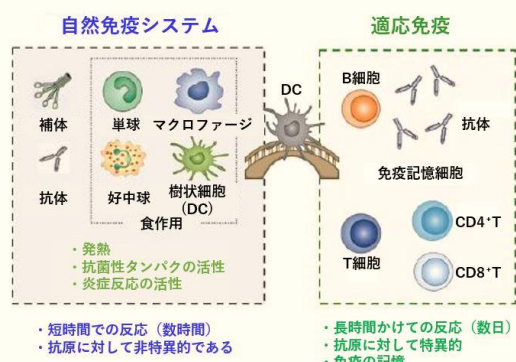 自然免疫システム
補体
単球
マクロファージ
抗体
好中球
樹状細胞
(DC)
食作用
・発熱
・抗菌性タンパクの活性
・炎症反応の活性
・短時間での反応（数時間）
・抗原に対して非特異的である
DC
適応免疫
B細胞
抗体
免疫記憶細胞
T細胞
CD4⁺T
CD8⁺T
・長時間かけての反応（数日）
・抗原に対して特異的
・免疫の記憶